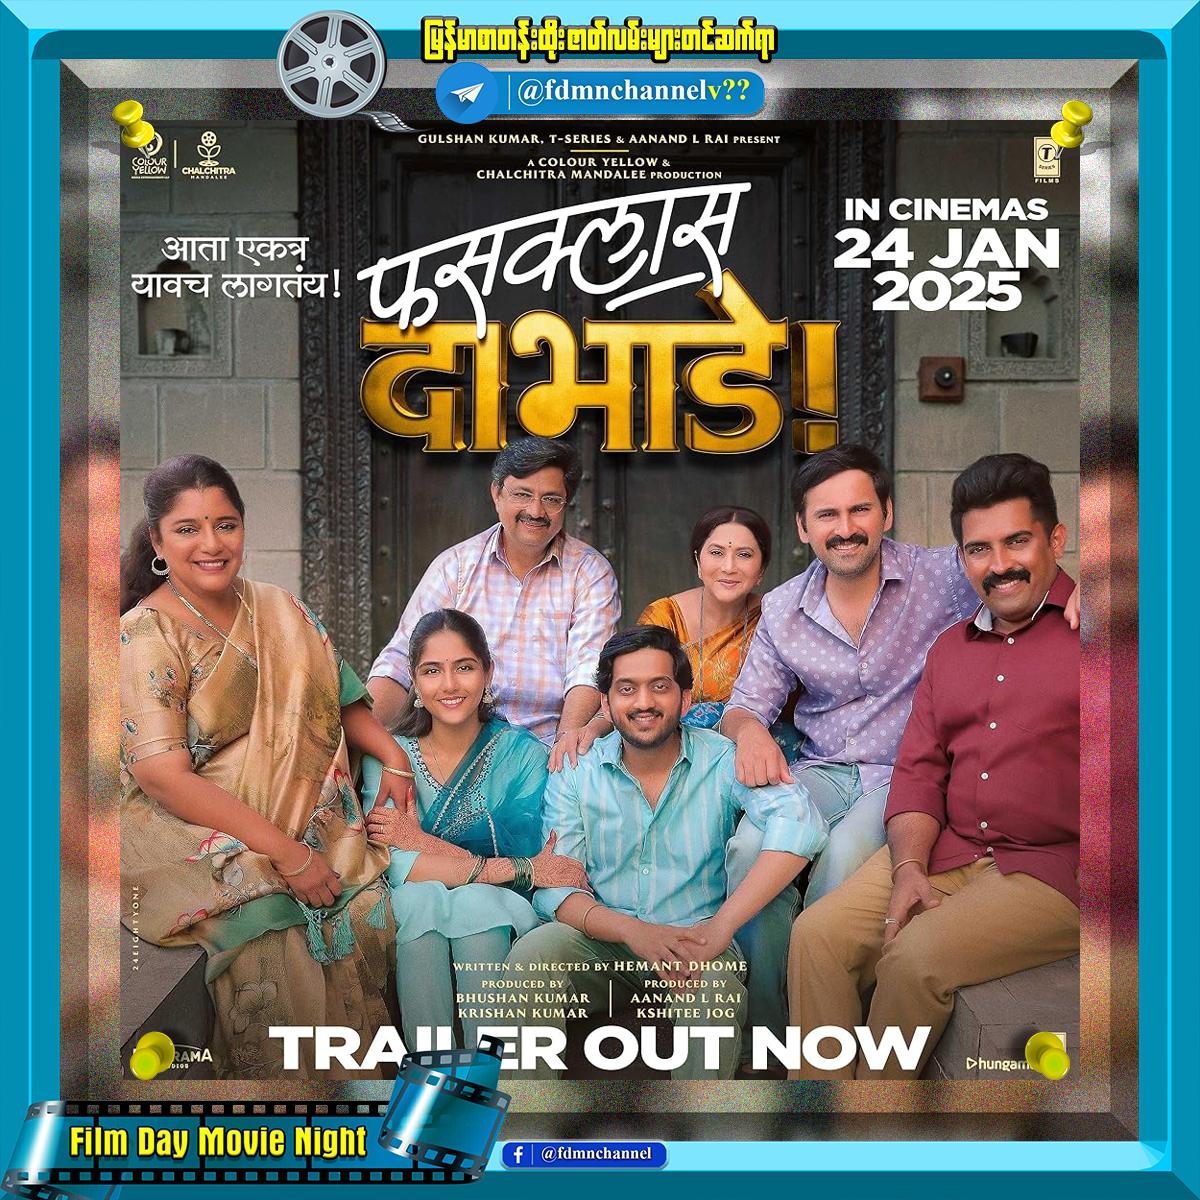 မြန်မာစာတန်းထိုး ဇာတ်လမ်းများတင်ဆက်ရာ
@fdmnchannelv??
GULSHAN KUMAR, T-SERIES & AANAND L RAI PRESENT
A COLOUR YELLOW &
CHALCHITRA MANDALEE PRODUCTION
COLOUR
YELLOW
CHALCHITRA
MANDALEE
T
SERIES
FILMS
आता एकत्र
यावच लागतंय!
फसक्लास
दाभाडे!
IN CINEMAS
24 JAN
2025
24EIGHTYONE
WRITTEN & DIRECTED BY HEMANT DHOME
PRODUCED BY
BHUSHAN KUMAR
KRISHAN KUMAR
PRODUCED BY
AANAND L RAI
KSHITEE JOG
TRAILER OUT NOW
Film Day Movie Night
f @fdmnchannel